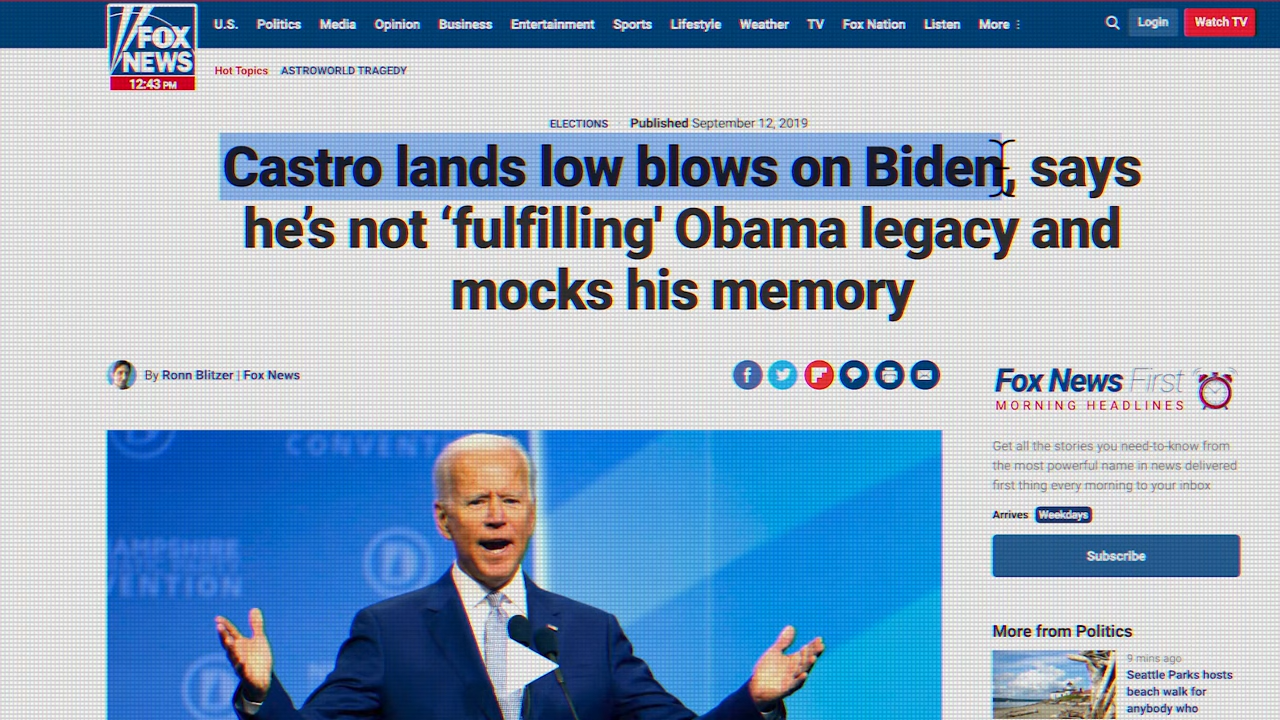 U.S. Politics Media Opinion Business Entertainment Sports Lifestyle Weather TV Fox Nation Listen More Login Watch TV
FOX
NEWS
12:43 PM
Hot Topics ASTROWORLD TRAGEDY
ELECTIONS · Published September 12, 2019
Castro lands low blows on Biden, says
he's not ‘fulfilling' Obama legacy and
mocks his memory
By Ronn Blitzer | Fox News
Fox News First
MORNING HEADLINES
Get all the stories you need-to-know from
the most powerful name in news delivered
first thing every morning to your inbox
Arrives Weekdays
Subscribe
CONVENT
AMPSHIRE
VENTION
More from Politics
9 mins ago
Seattle Parks hosts
beach walk for
anybody who